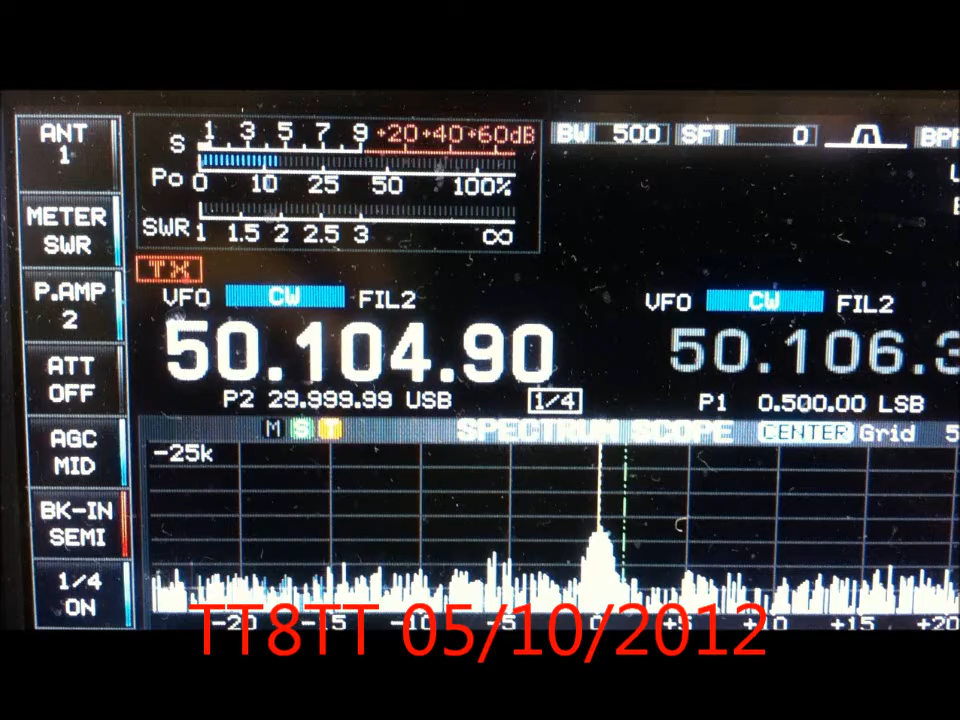 ANT
1
METER
SWR
P.AMP
2
ATT
OFF
AGC
MID
BK-IN
SEMI
1/4
ON
S 1 3 5 7 9 +20+40+60dB
Po 0 10 25 50 100%
SWR 1 1.5 2 2.5 3 ∞
BW 500 SFT 0
TX
VFO CW FIL2
50.104.90
P2 29.999.99 USB 1/4
VFO CW FIL2
50.106.3
P1 0.500.00 LSB
M S T SPECTRUM SCOPE CENTER Grid 5
-25k
-20 -15 -10 -5 0 +5 +10 +15 +20
TT8TT 05/10/2012